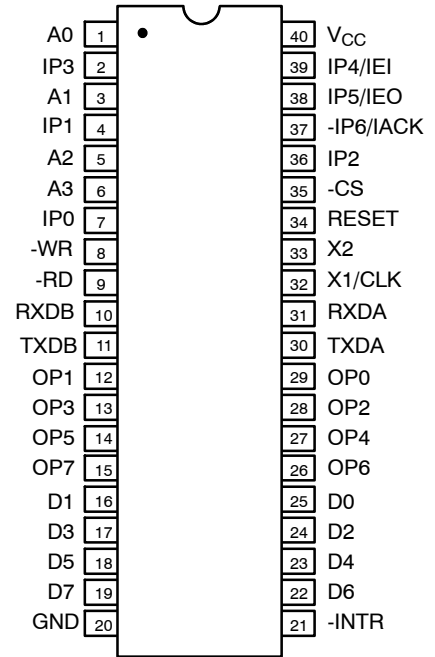 A0 1 40 VCC
IP3 2 39 IP4/IEI
A1 3 38 IP5/IEO
IP1 4 37 -IP6/IACK
A2 5 36 IP2
A3 6 35 -CS
IP0 7 34 RESET
-WR 8 33 X2
-RD 9 32 X1/CLK
RXDB 10 31 RXDA
TXDB 11 30 TXDA
OP1 12 29 OP0
OP3 13 28 OP2
OP5 14 27 OP4
OP7 15 26 OP6
D1 16 25 D0
D3 17 24 D2
D5 18 23 D4
D7 19 22 D6
GND 20 21 -INTR